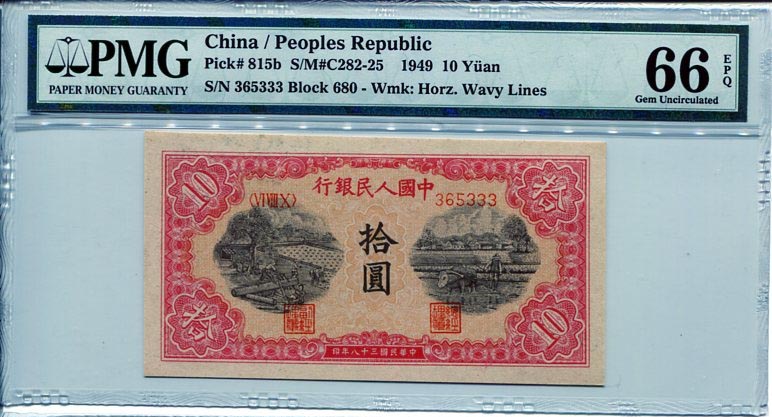 PMG
PAPER MONEY GUARANTY
China / Peoples Republic
Pick# 815b S/M#C282-25 1949 10 Yüan
S/N 365333 Block 680 - Wmk: Horz. Wavy Lines
66 EPQ
Gem Uncirculated
中國人民銀行
10
拾
〈VI VIII X〉 365333
拾圓
拾
10
中華民國三十八年印